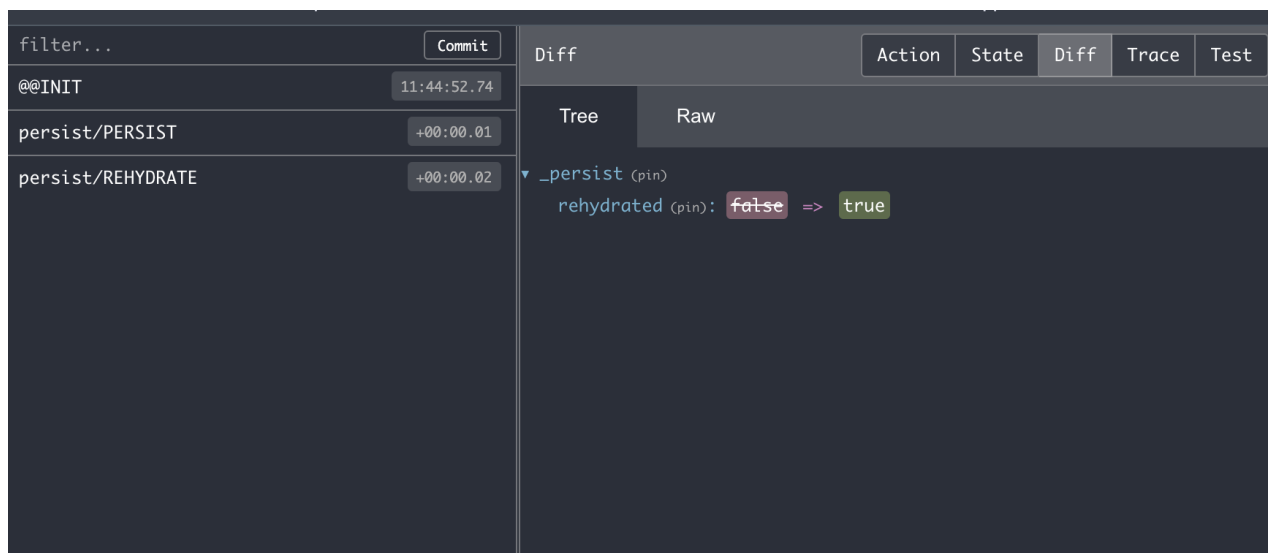 filter...
Commit
@@INIT
11:44:52.74
persist/PERSIST
+00:00.01
persist/REHYDRATE
+00:00.02
Diff
Action
State
Diff
Trace
Test
Tree
Raw
▼ _persist (pin)
rehydrated (pin): false => true